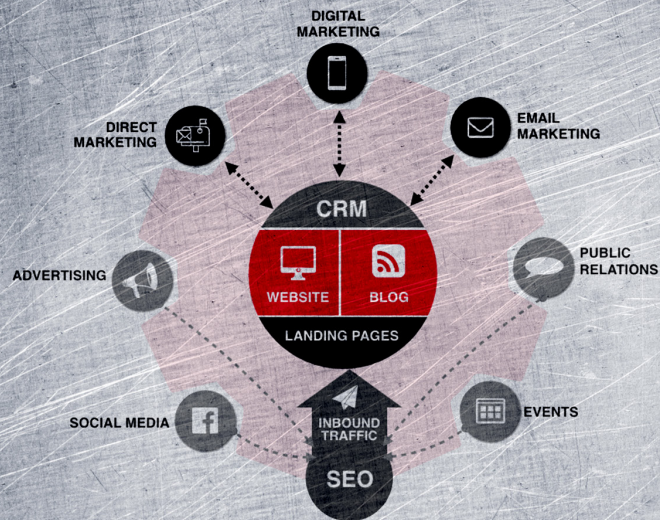 DIGITAL
MARKETING
DIRECT
MARKETING
EMAIL
MARKETING
CRM
ADVERTISING
WEBSITE
BLOG
PUBLIC
RELATIONS
LANDING PAGES
SOCIAL MEDIA
INBOUND
TRAFFIC
EVENTS
SEO